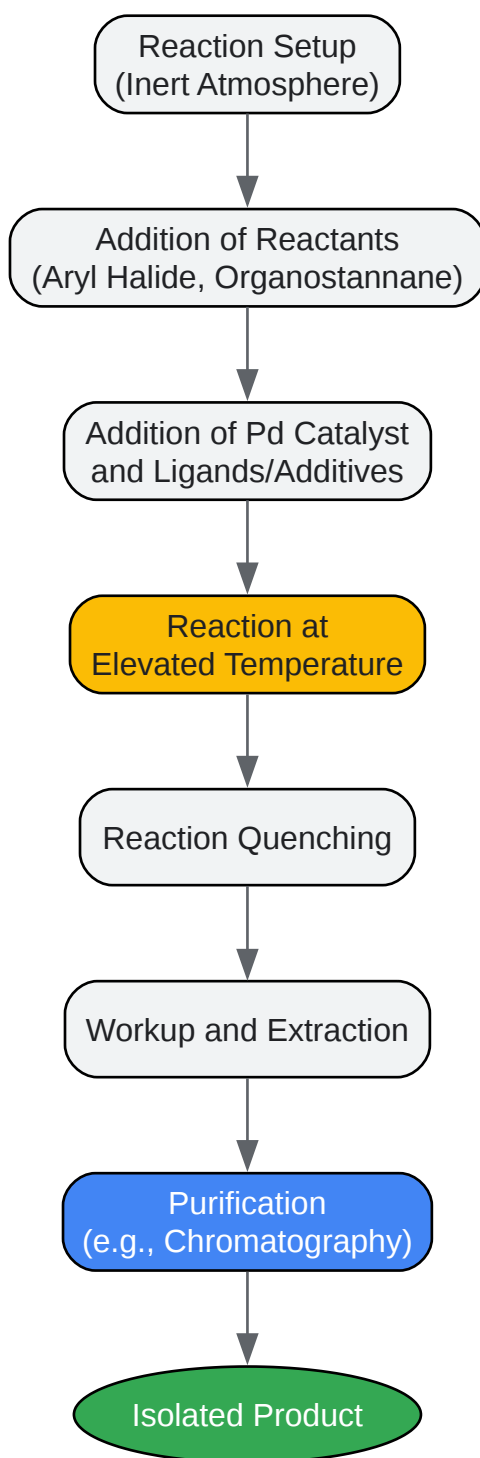 Reaction Setup
(Inert Atmosphere)
Addition of Reactants
(Aryl Halide, Organostannane)
Addition of Pd Catalyst
and Ligands/Additives
Reaction at
Elevated Temperature
Reaction Quenching
Workup and Extraction
Purification
(e.g., Chromatography)
Isolated Product